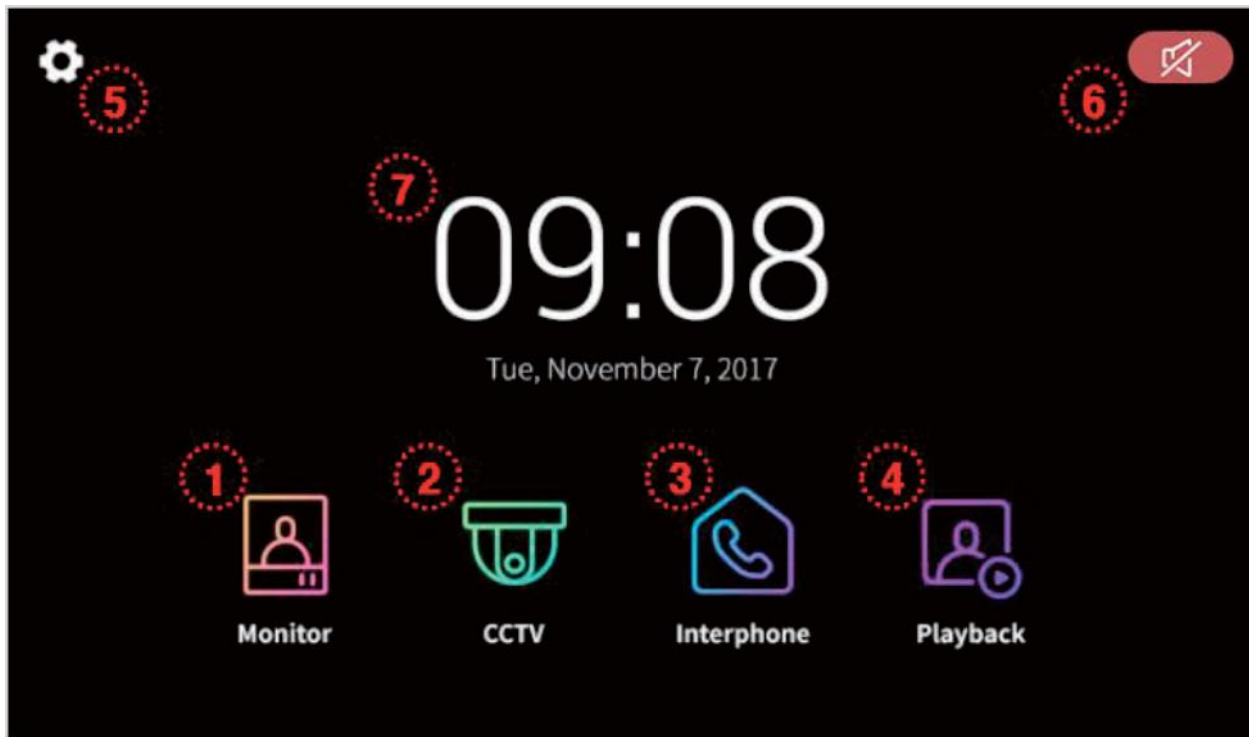 5
6
7
09:08
Tue, November 7, 2017
1
2
3
4
Monitor
CCTV
Interphone
Playback